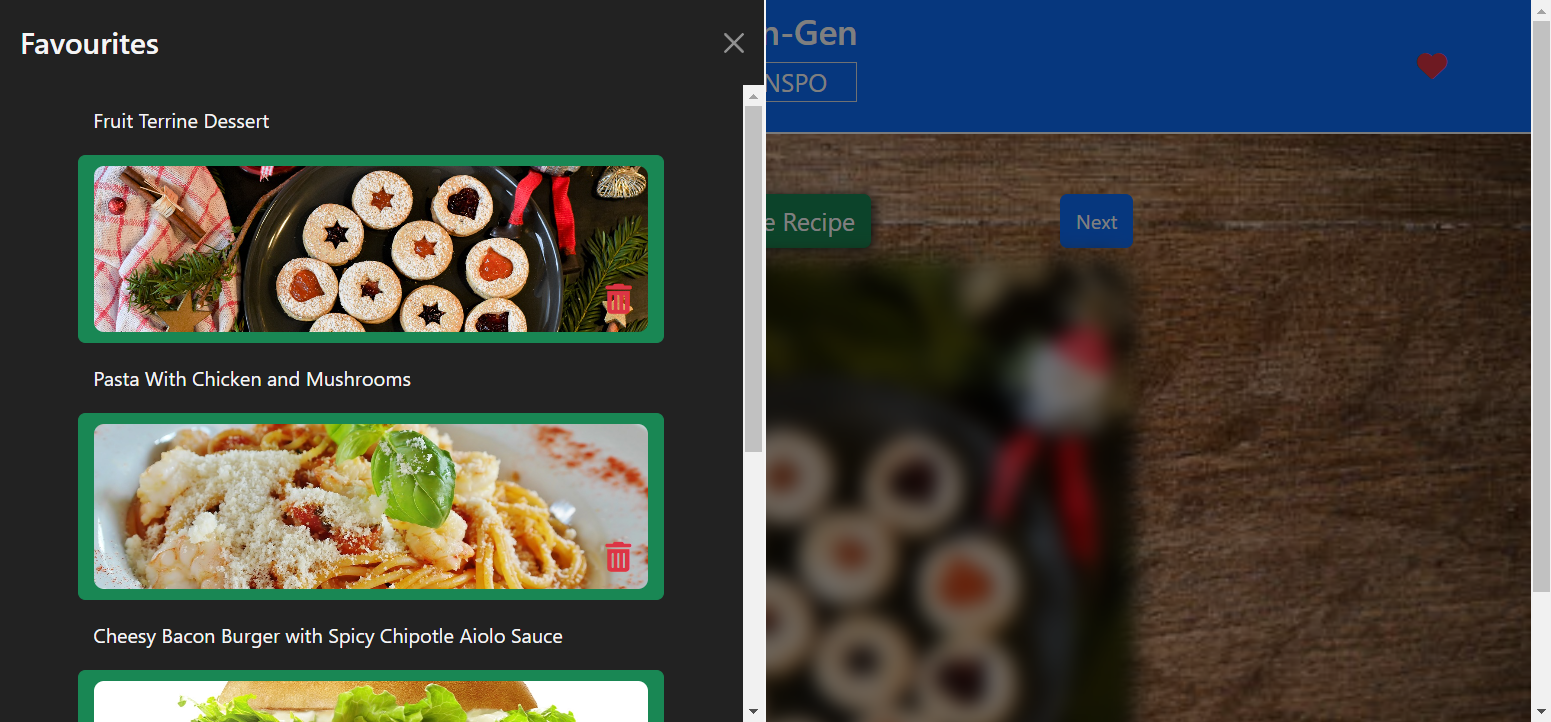 Favourites
Fruit Terrine Dessert
Pasta With Chicken and Mushrooms
Cheesy Bacon Burger with Spicy Chipotle Aiolo Sauce
n-Gen
NSPO
e Recipe
Next